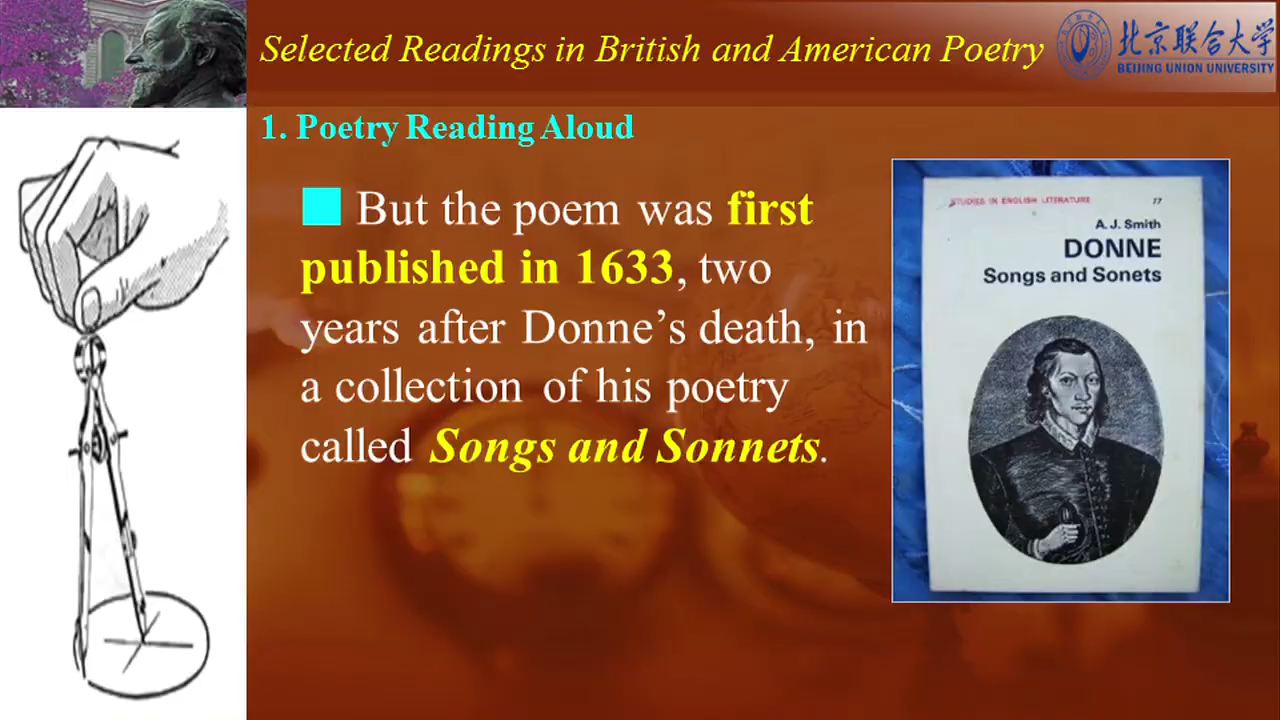 Selected Readings in British and American Poetry
北京联合大学
BEIJING UNION UNIVERSITY
1. Poetry Reading Aloud
But the poem was first
published in 1633, two
years after Donne's death, in
a collection of his poetry
called Songs and Sonnets.
STUDIES IN ENGLISH LITERATURE 77
A. J. Smith
DONNE
Songs and Sonets